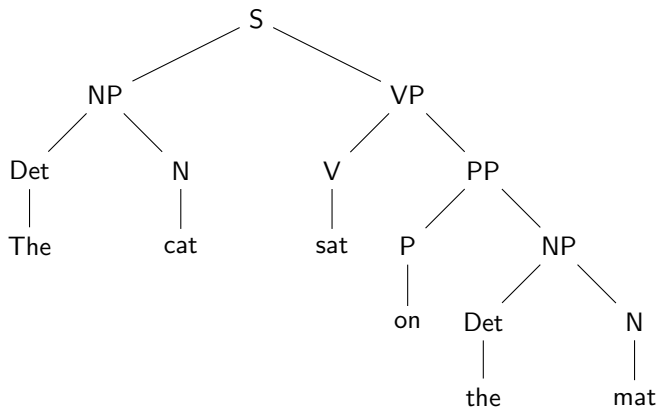 S
NP VP
Det N V PP
The cat sat P NP
on Det N
the mat